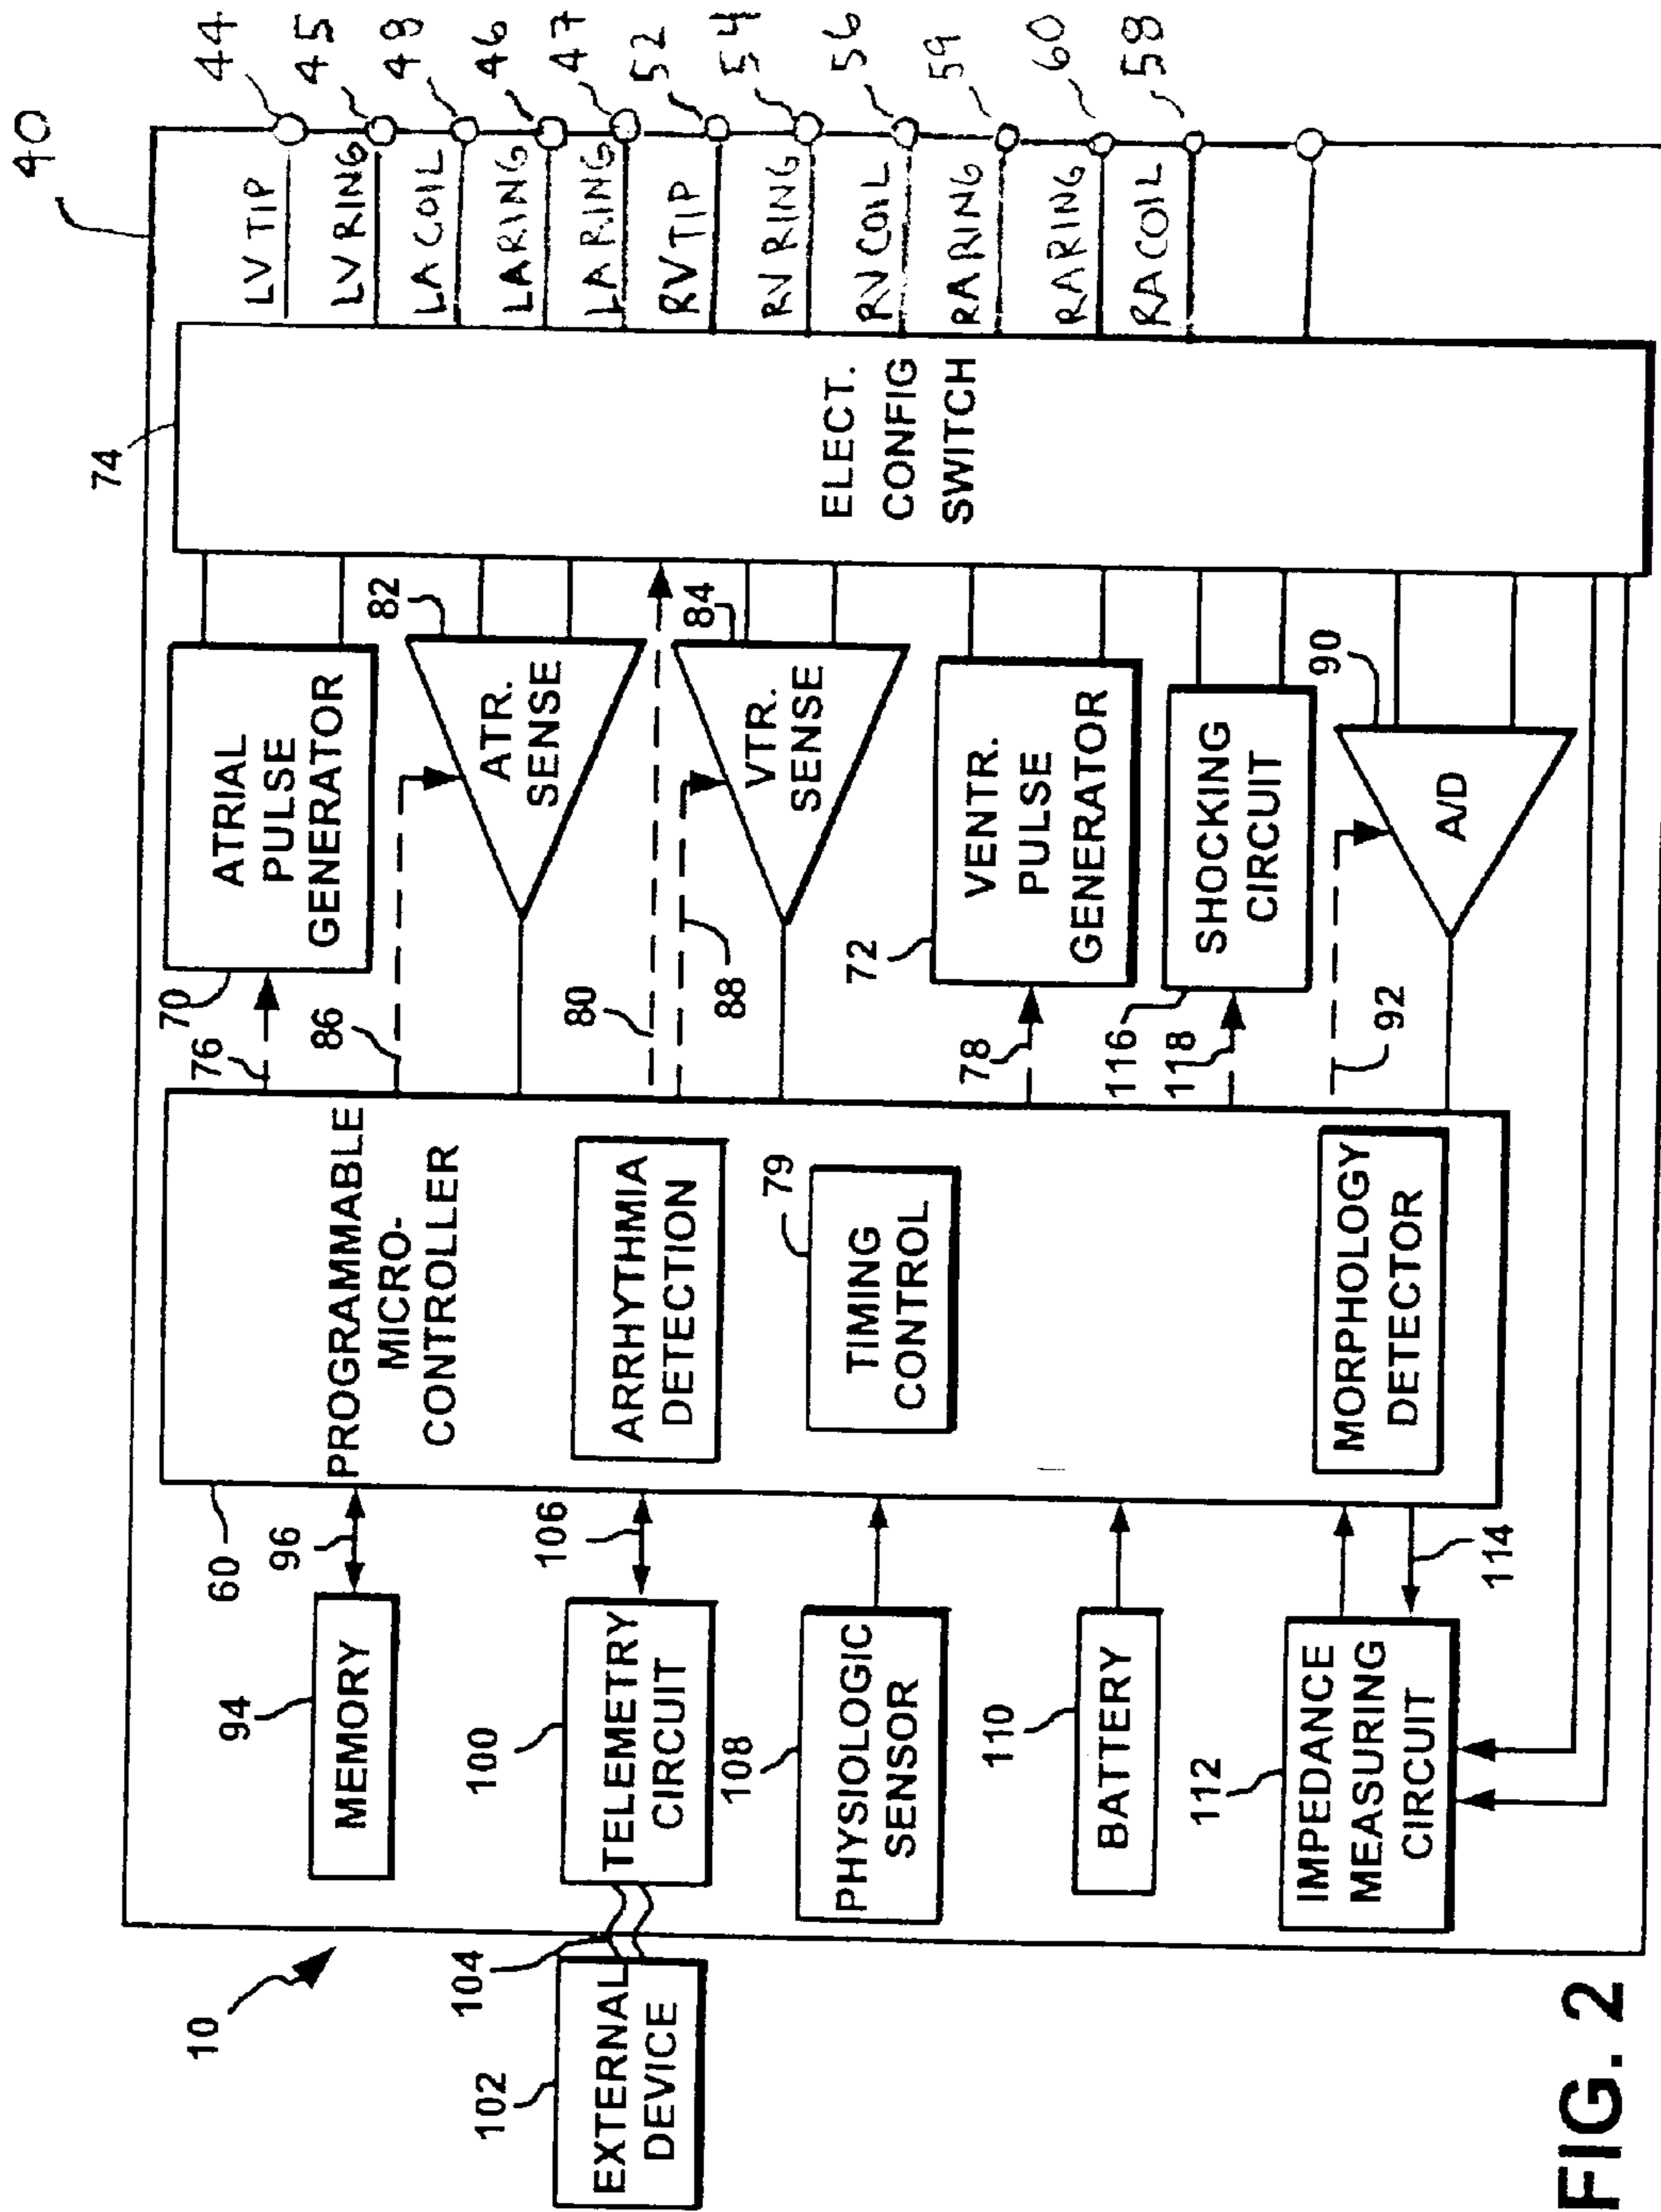 40
LV TIP 44
LV RING 45
LA COIL 48
LA RING 46
LA RING 47
RV TIP 52
RV RING 54
RV COIL 56
RA RING 59
RA RING 60
RA COIL 58
74
ELECT.
CONFIG
SWITCH
70
ATRIAL
PULSE
GENERATOR
76
82
ATR.
SENSE
86
80
84
VTR.
SENSE
88
72
VENTR.
PULSE
GENERATOR
78
116
SHOCKING
CIRCUIT
118
90
A/D
92
60
PROGRAMMABLE
MICRO-
CONTROLLER
ARRHYTHMIA
DETECTION
79
TIMING
CONTROL
MORPHOLOGY
DETECTOR
96
94
MEMORY
106
100
TELEMETRY
CIRCUIT
108
PHYSIOLOGIC
SENSOR
110
BATTERY
114
112
IMPEDANCE
MEASURING
CIRCUIT
10
104
102
EXTERNAL
DEVICE
FIG. 2